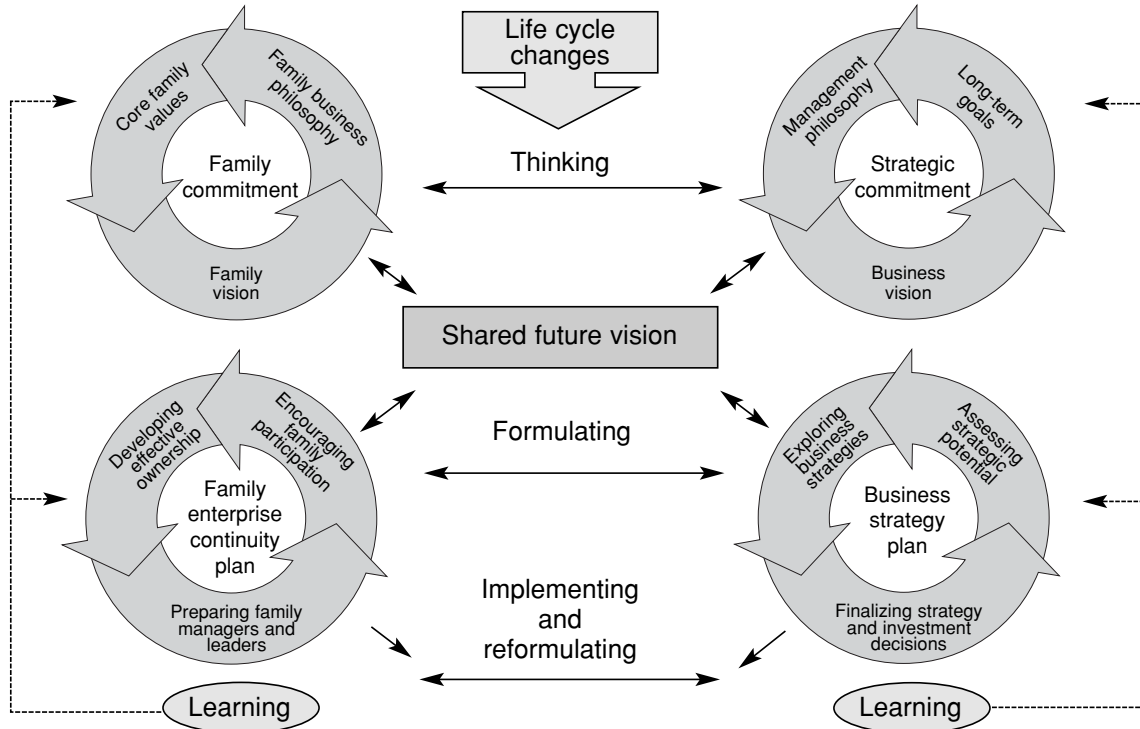 Life cycle
changes
Core family
values
Family business
philosophy
Family
commitment
Family
vision
Thinking
Management
philosophy
Long-term
goals
Strategic
commitment
Business
vision
Shared future vision
Developing
effective
ownership
Encouraging
family
participation
Family
enterprise
continuity
plan
Preparing family
managers and
leaders
Formulating
Exploring
business
strategies
Assessing
strategic
potential
Business
strategy
plan
Finalizing strategy
and investment
decisions
Implementing
and
reformulating
Learning
Learning